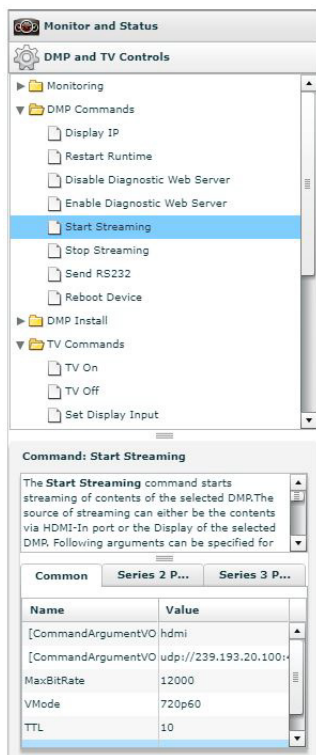 Monitor and Status
DMP and TV Controls
Monitoring
DMP Commands
Display IP
Restart Runtime
Disable Diagnostic Web Server
Enable Diagnostic Web Server
Start Streaming
Stop Streaming
Send RS232
Reboot Device
DMP Install
TV Commands
TV On
TV Off
Set Display Input
Command: Start Streaming
The Start Streaming command starts
streaming of contents of the selected DMP.The
source of streaming can either be the contents
via HDMI-In port or the Display of the selected
DMP. Following arguments can be specified for
Common Series 2 P... Series 3 P...
Name Value
[CommandArgumentVO hdmi
[CommandArgumentVO udp://239.193.20.100:
MaxBitRate 12000
VMode 720p60
TTL 10